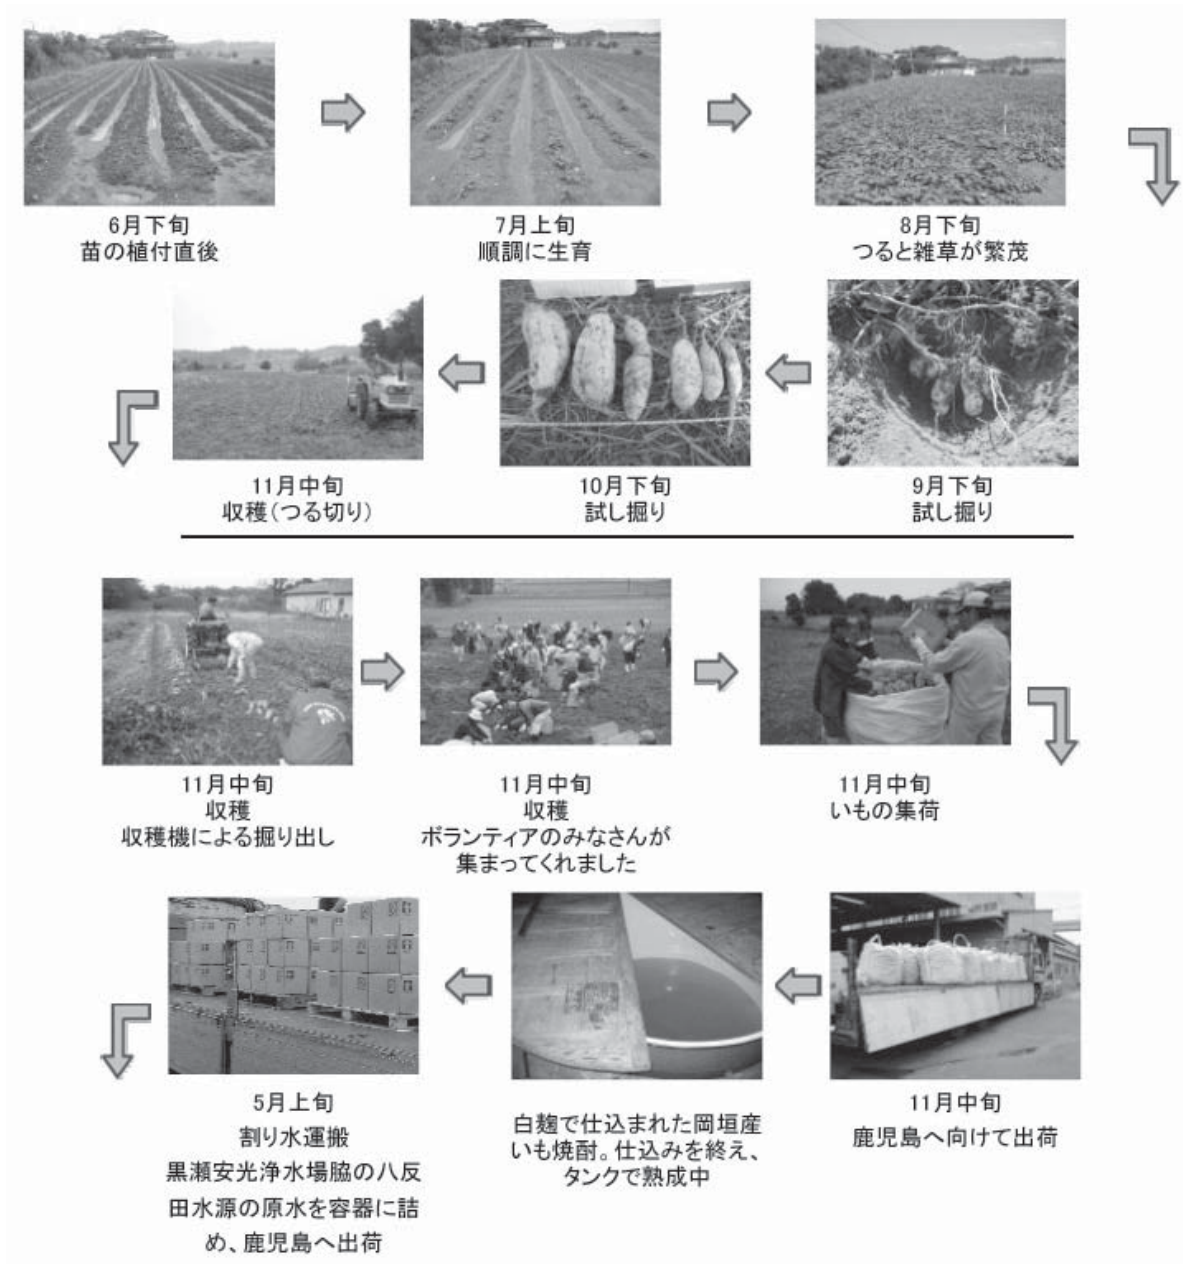 6月下旬
苗の植付直後
7月上旬
順調に生育
8月下旬
つると雑草が繁茂
9月下旬
試し掘り
10月下旬
試し掘り
11月中旬
収穫(つる切り)
11月中旬
収穫
収穫機による掘り出し
11月中旬
収穫
ボランティアのみなさんが
集まってくれました
11月中旬
いもの集荷
11月中旬
鹿児島へ向けて出荷
白麹で仕込まれた岡垣産
いも焼酎。仕込みを終え、
タンクで熟成中
5月上旬
割り水運搬
黒瀬安光浄水場脇の八反
田水源の原水を容器に詰
め、鹿児島へ出荷